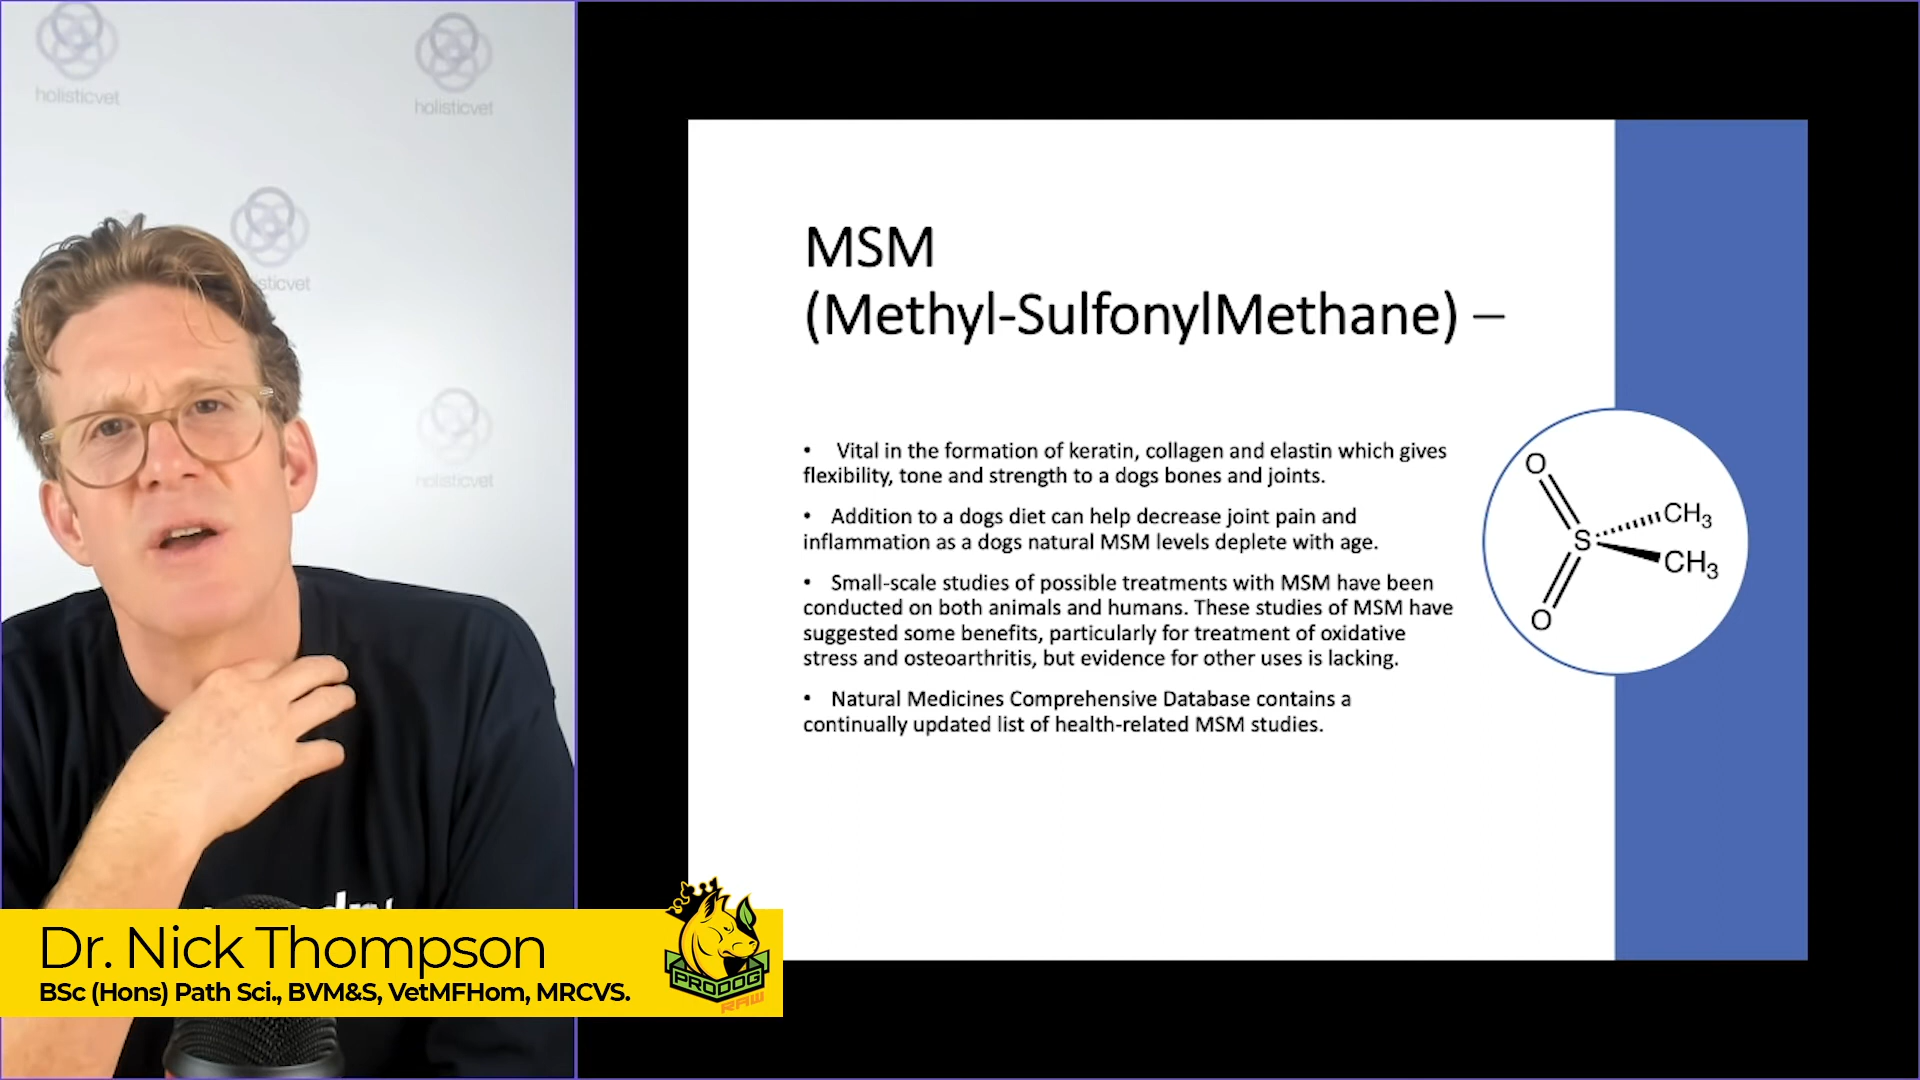 holisticvet
holisticvet
sticvet
holisticvet
MSM
(Methyl-SulfonylMethane) –
• Vital in the formation of keratin, collagen and elastin which gives
flexibility, tone and strength to a dogs bones and joints.
• Addition to a dogs diet can help decrease joint pain and
inflammation as a dogs natural MSM levels deplete with age.
• Small-scale studies of possible treatments with MSM have been
conducted on both animals and humans. These studies of MSM have
suggested some benefits, particularly for treatment of oxidative
stress and osteoarthritis, but evidence for other uses is lacking.
• Natural Medicines Comprehensive Database contains a
continually updated list of health-related MSM studies.
O
S
CH3
CH3
O
Dr. Nick Thompson
BSc (Hons) Path Sci., BVM&S, VetMFHom, MRCVS.
PRODOG
RAW